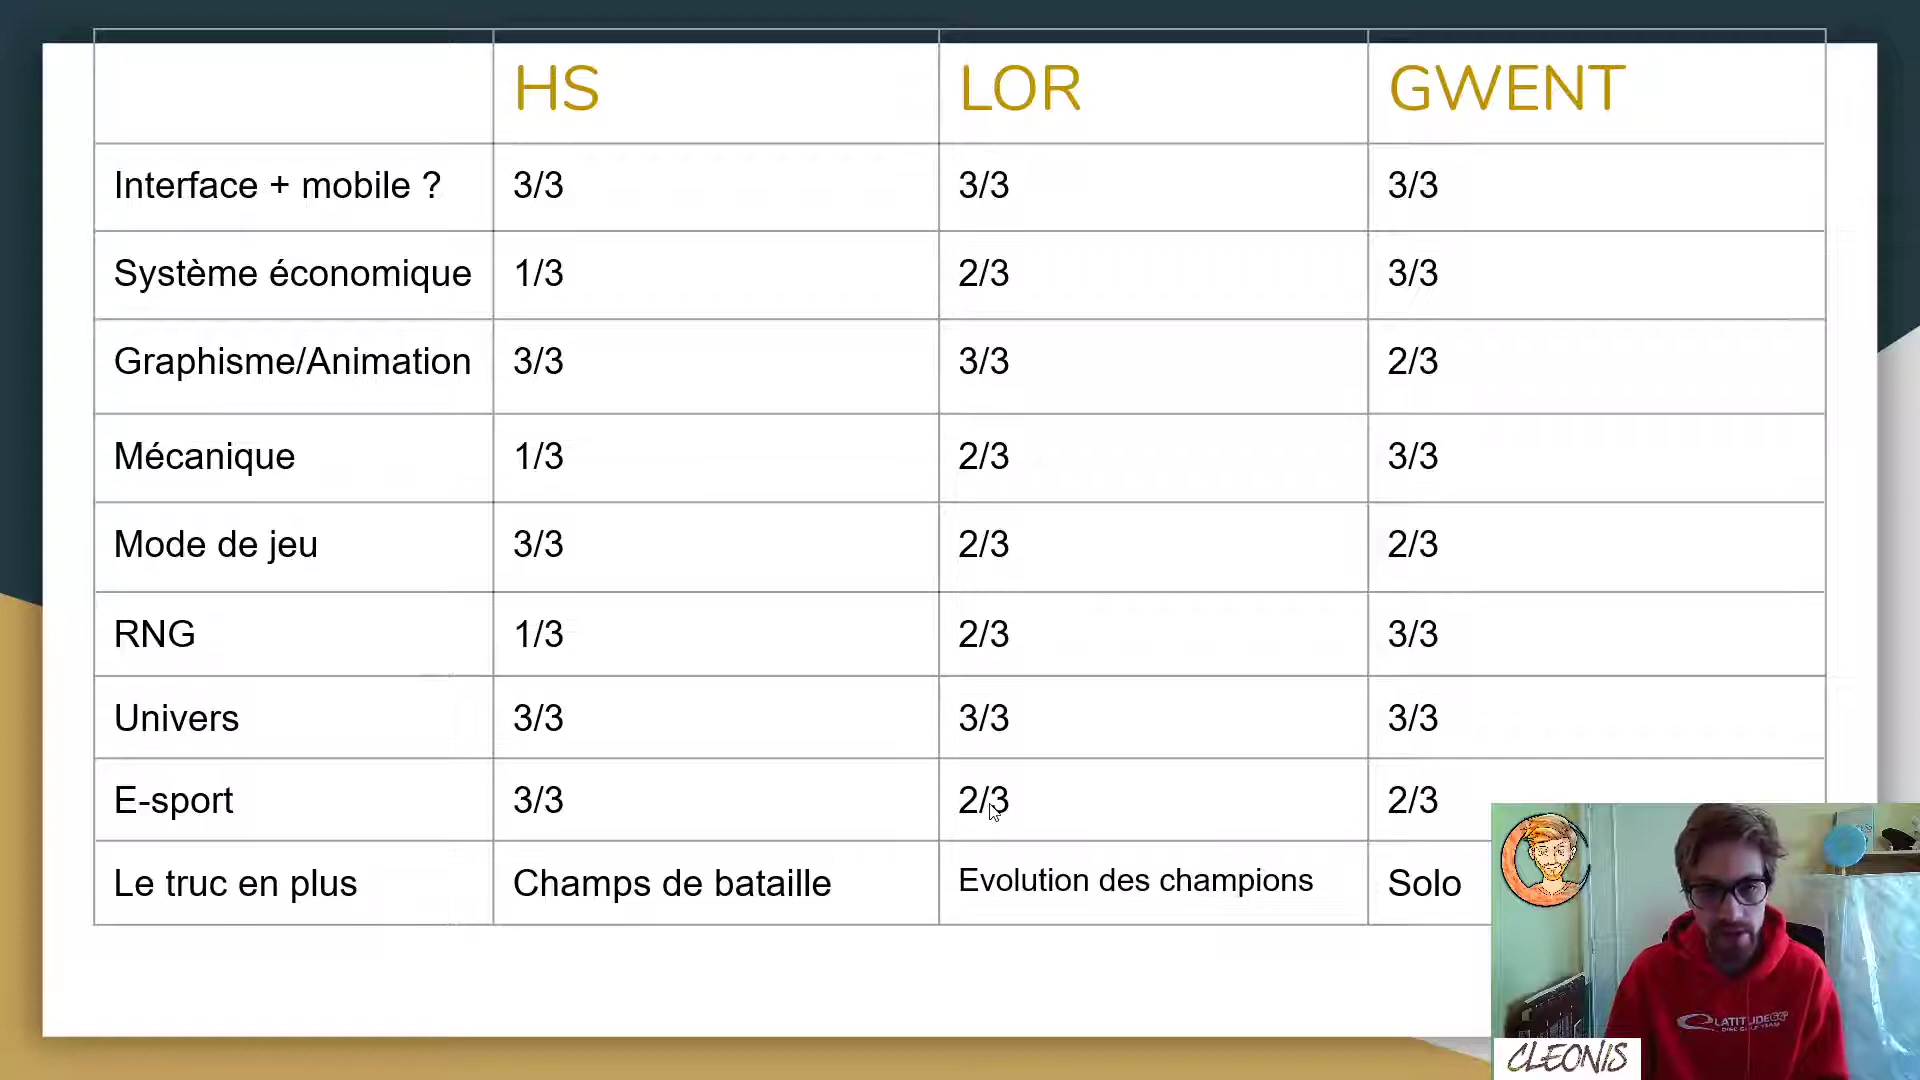 HS LOR GWENT
Interface + mobile ? 3/3 3/3 3/3
Système économique 1/3 2/3 3/3
Graphisme/Animation 3/3 3/3 2/3
Mécanique 1/3 2/3 3/3
Mode de jeu 3/3 2/3 2/3
RNG 1/3 2/3 3/3
Univers 3/3 3/3 3/3
E-sport 3/3 2/3 2/3
Le truc en plus Champs de bataille Evolution des champions Solo
LATITUDE64
DISC GOLF TEAM
CLEONIS